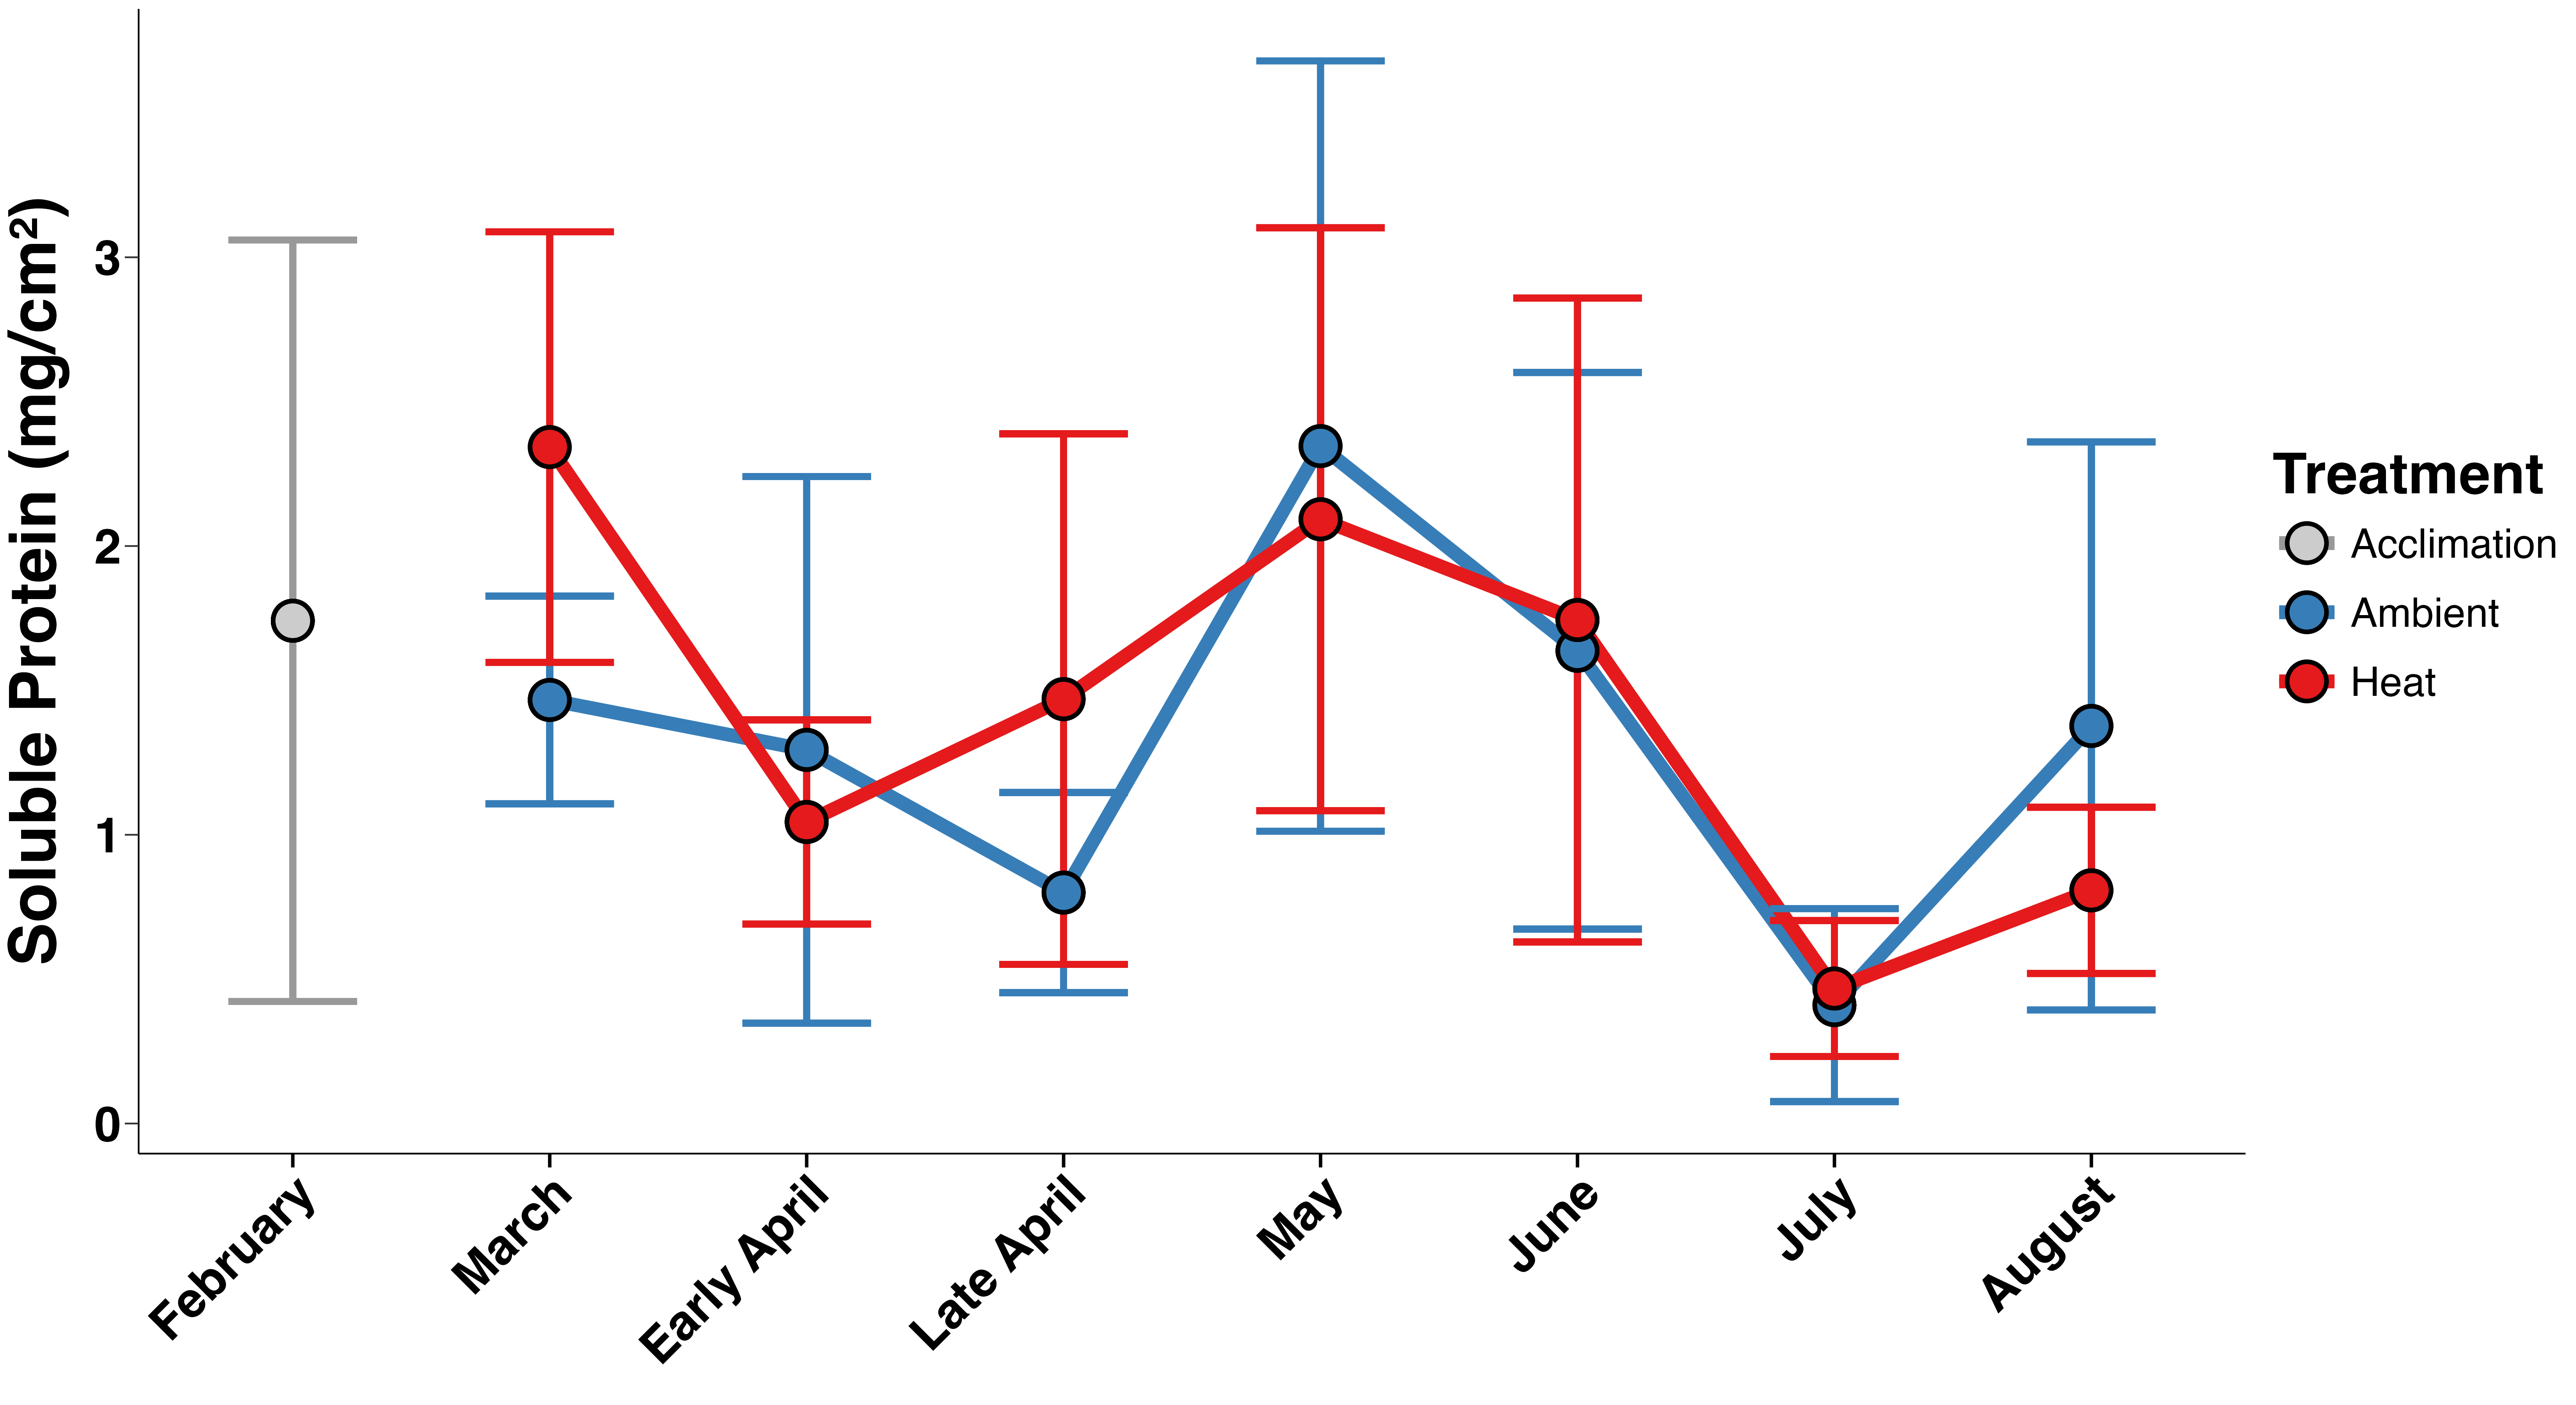 Soluble Protein (mg/cm²)
3
2
1
0
February
March
Early April
Late April
May
June
July
August
Treatment
Acclimation
Ambient
Heat